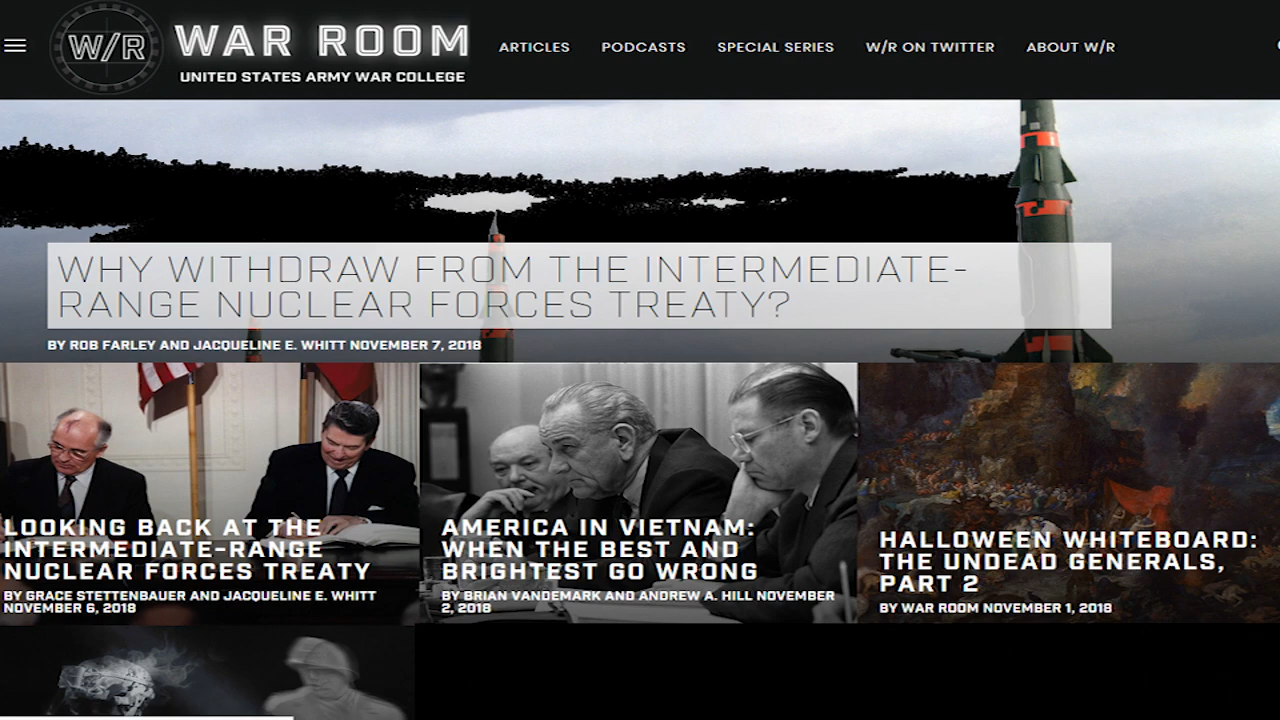 W/R
WAR ROOM
UNITED STATES ARMY WAR COLLEGE
ARTICLES
PODCASTS
SPECIAL SERIES
W/R ON TWITTER
ABOUT W/R
WHY WITHDRAW FROM THE INTERMEDIATE-
RANGE NUCLEAR FORCES TREATY?
BY ROB FARLEY AND JACQUELINE E. WHITT NOVEMBER 7, 2018
LOOKING BACK AT THE
INTERMEDIATE-RANGE
NUCLEAR FORCES TREATY
BY GRACE STETTENBAUER AND JACQUELINE E. WHITT
NOVEMBER 6, 2018
AMERICA IN VIETNAM:
WHEN THE BEST AND
BRIGHTEST GO WRONG
BY BRIAN VANDEMARK AND ANDREW A. HILL NOVEMBER
2, 2018
HALLOWEEN WHITEBOARD:
THE UNDEAD GENERALS,
PART 2
BY WAR ROOM NOVEMBER 1, 2018